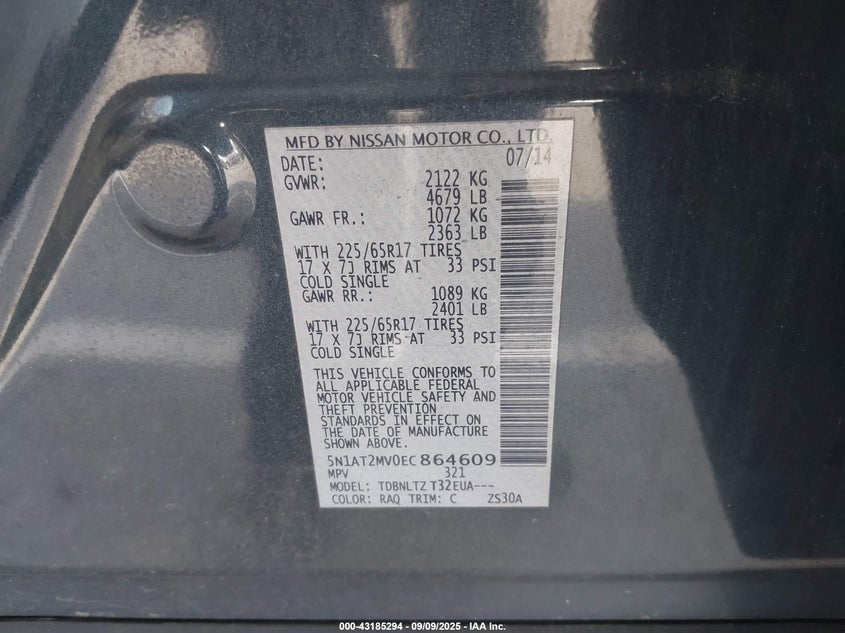 MFD BY NISSAN MOTOR CO., LTD.
DATE: 07/14
GVWR: 2122 KG
4679 LB
GAWR FR.: 1072 KG
2363 LB
WITH 225/65R17 TIRES
17 X 7J RIMS AT 33 PSI
COLD SINGLE
GAWR RR.: 1089 KG
2401 LB
WITH 225/65R17 TIRES
17 X 7J RIMS AT 33 PSI
COLD SINGLE
THIS VEHICLE CONFORMS TO
ALL APPLICABLE FEDERAL
MOTOR VEHICLE SAFETY AND
THEFT PREVENTION
STANDARDS IN EFFECT ON
THE DATE OF MANUFACTURE
SHOWN ABOVE.
5N1AT2MV0EC864609
MPV 321
MODEL: TDBNLTZ T32EUA---
COLOR: RAQ TRIM: C ZS30A
000-43185294 - 09/09/2025 - IAA Inc.